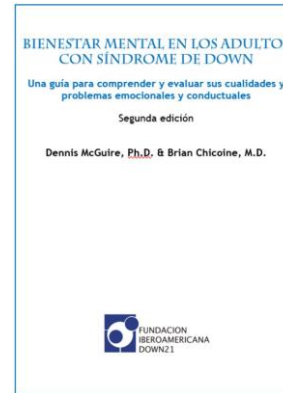 BIENESTAR MENTAL EN LOS ADULTO
CON SÍNDROME DE DOWN
Una guía para comprender y evaluar sus cualidades y
problemas emocionales y conductuales
Segunda edición
Dennis McGuire, Ph.D. & Brian Chicoine, M.D.
FUNDACION
IBEROAMERICANA
DOWN21